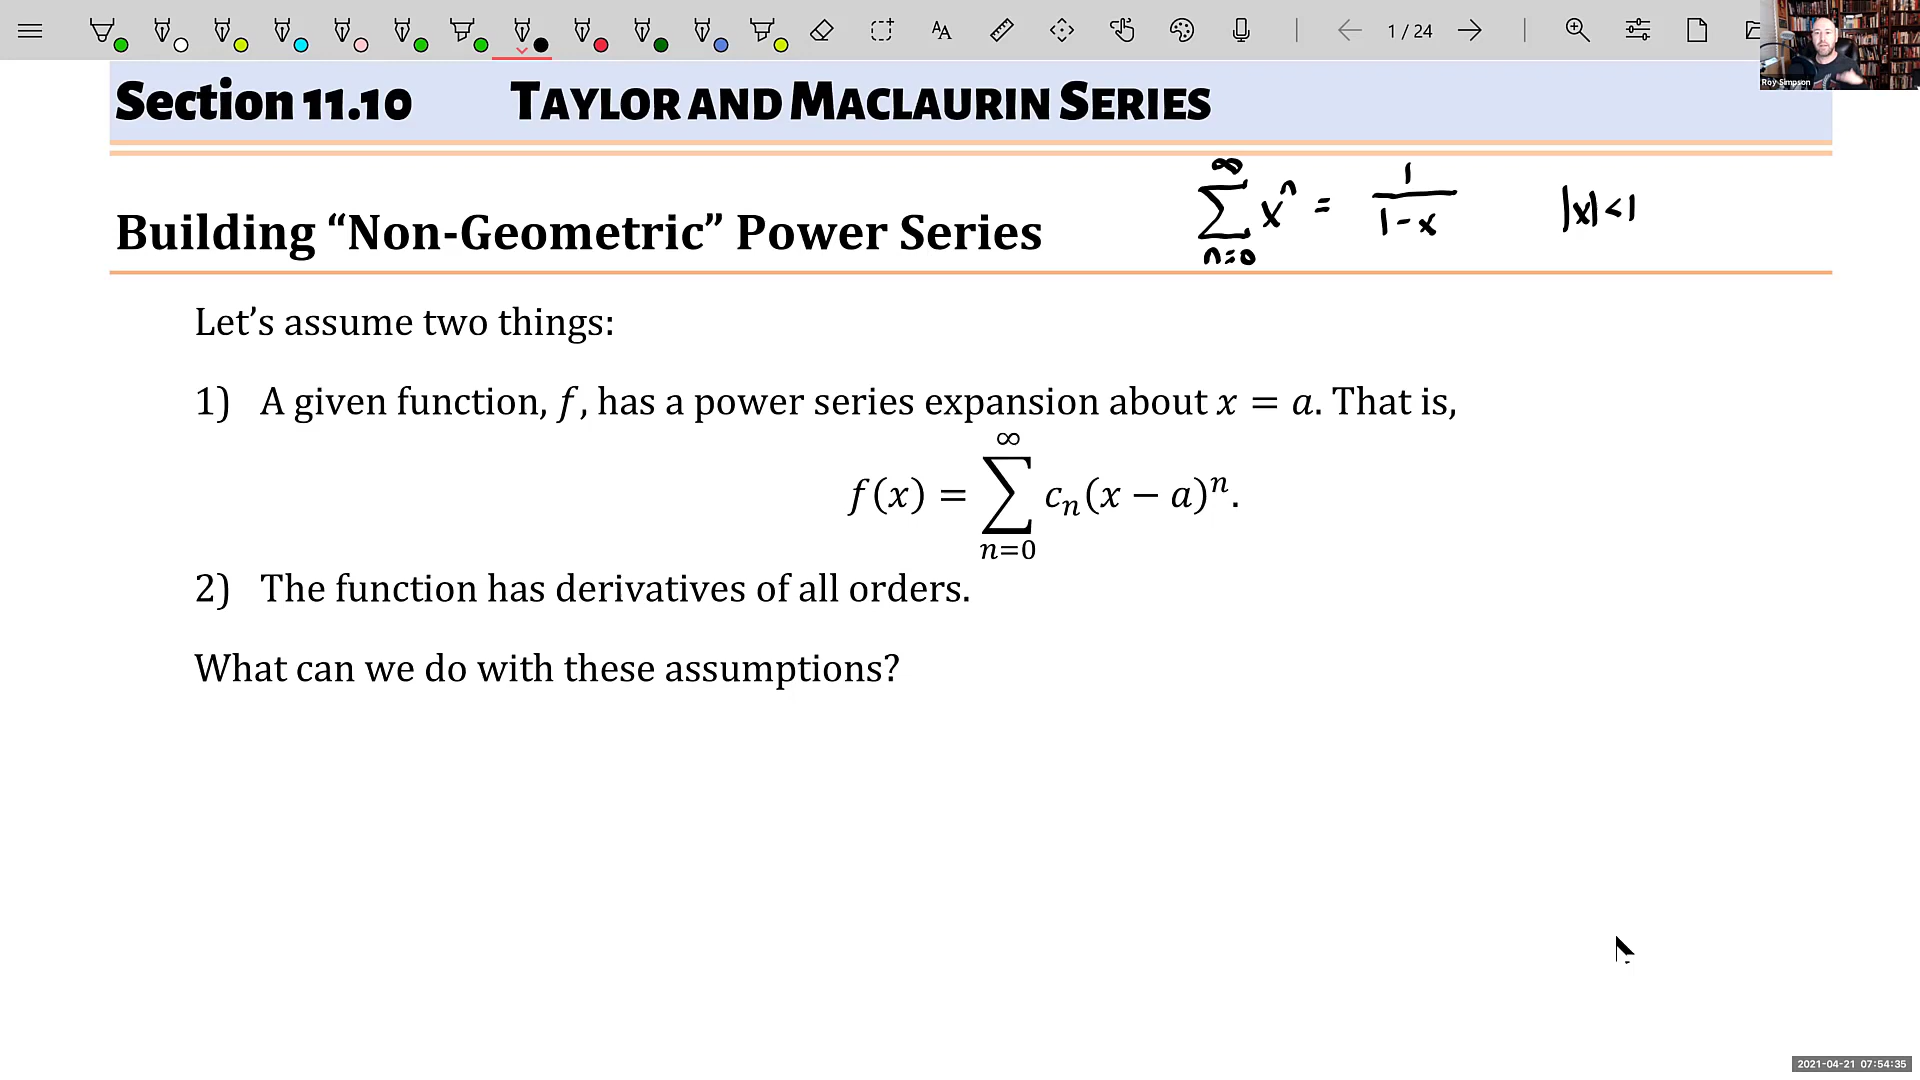 1 / 24
Roy Simpson
Section 11.10 TAYLOR AND MACLAURIN SERIES
∞
∑ xⁿ = 1/(1-x) |x|<1
n=0
Building “Non-Geometric” Power Series
Let’s assume two things:
1) A given function, f, has a power series expansion about x = a. That is,
∞
f(x) = ∑ cₙ(x − a)ⁿ.
n=0
2) The function has derivatives of all orders.
What can we do with these assumptions?
2021-04-21 07:54:35